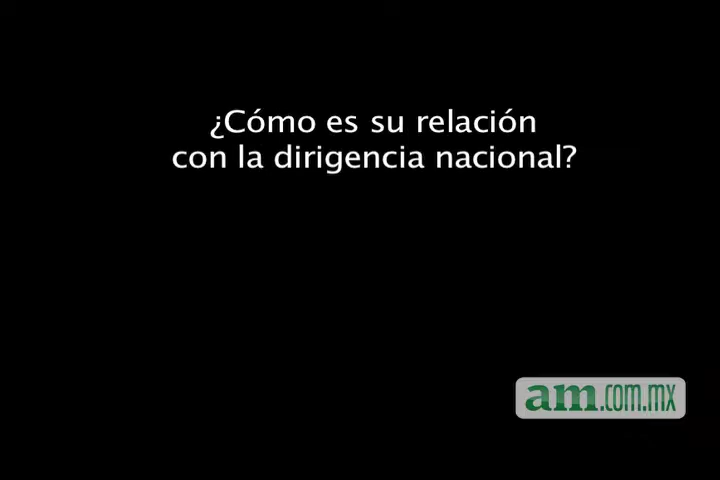 ¿Cómo es su relación
con la dirigencia nacional?
am.com.mx